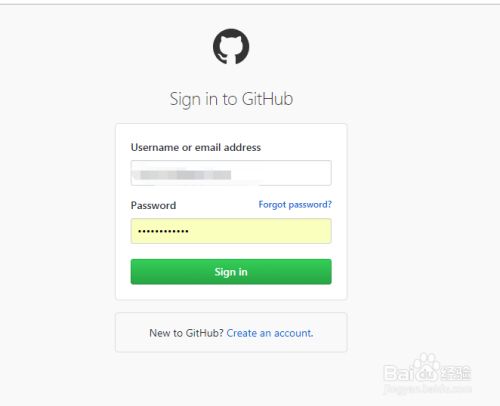 Sign in to GitHub
Username or email address
Password Forgot password?
••••••••••••
Sign in
New to GitHub? Create an account.
Baidu经验
jingyan.baidu.com